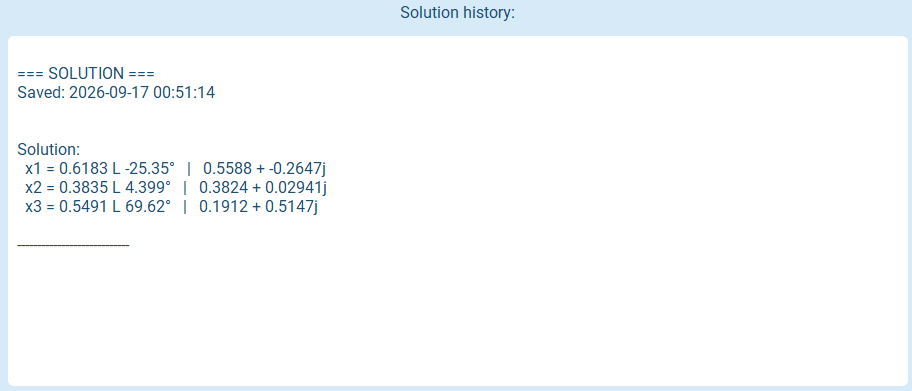 Solution history:
=== SOLUTION ===
Saved: 2026-09-17 00:51:14
Solution:
x1 = 0.6183 L -25.35° | 0.5588 + -0.2647j
x2 = 0.3835 L 4.399° | 0.3824 + 0.02941j
x3 = 0.5491 L 69.62° | 0.1912 + 0.5147j
----------------------------